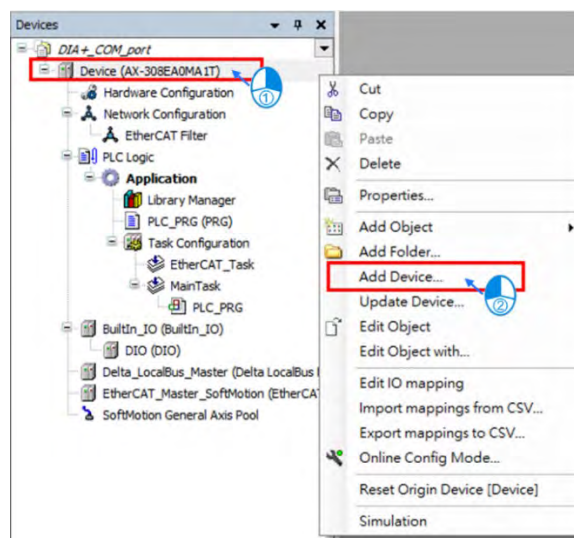 Devices
DIA+_COM_port
Device (AX-308EA0MA1T)
①
Hardware Configuration
Network Configuration
EtherCAT Filter
PLC Logic
Application
Library Manager
PLC_PRG (PRG)
Task Configuration
EtherCAT_Task
MainTask
PLC_PRG
BuiltIn_IO (BuiltIn_IO)
DIO (DIO)
Delta_LocalBus_Master (Delta LocalBus
EtherCAT_Master_SoftMotion (EtherCA
SoftMotion General Axis Pool
Cut
Copy
Paste
Delete
Properties...
Add Object
Add Folder...
Add Device...
②
Update Device...
Edit Object
Edit Object with...
Edit IO mapping
Import mappings from CSV...
Export mappings to CSV...
Online Config Mode...
Reset Origin Device [Device]
Simulation